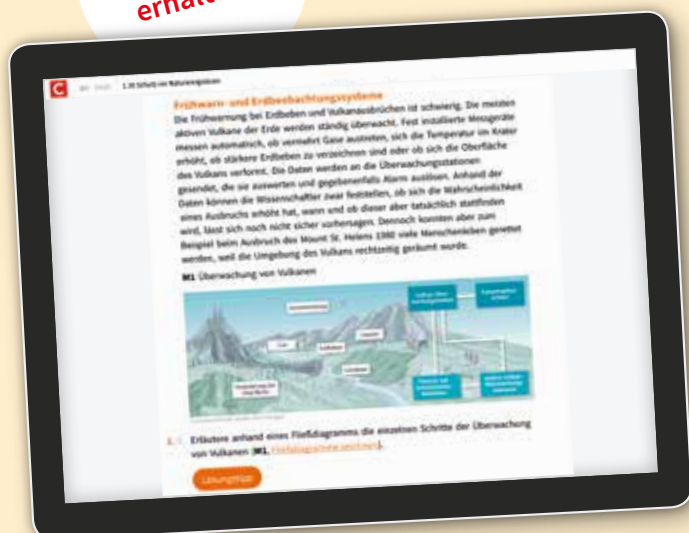 erhalt
C
1.20 Schutz vor Naturereignissen
Frühwarn- und Erdbeobachtungssysteme
Die Frühwarnung bei Erdbeben und Vulkanausbrüchen ist schwierig. Die meisten
aktiven Vulkane der Erde werden ständig überwacht. Fest installierte Messgeräte
messen automatisch, ob vermehrt Gase austreten, sich die Temperatur im Krater
erhöht, ob stärkere Erdbeben zu verzeichnen sind oder ob sich die Oberfläche
des Vulkans verformt. Die Daten werden an die Überwachungsstationen
gesendet, die sie auswerten und gegebenenfalls Alarm auslösen. Anhand der
Daten können die Wissenschaftler zwar feststellen, ob sich die Wahrscheinlichkeit
eines Ausbruchs erhöht hat, wann und ob dieser aber tatsächlich stattfinden
wird, lässt sich noch nicht sicher vorhersagen. Dennoch konnten aber zum
Beispiel beim Ausbruch des Mount St. Helens 1980 viele Menschenleben gerettet
werden, weil die Umgebung des Vulkans rechtzeitig geräumt wurde.
M1 Überwachung von Vulkanen
Erläutere anhand eines Fließdiagramms die einzelnen Schritte der Überwachung
von Vulkanen (M1, Fließdiagramme zeichnen).
Lösungstipp